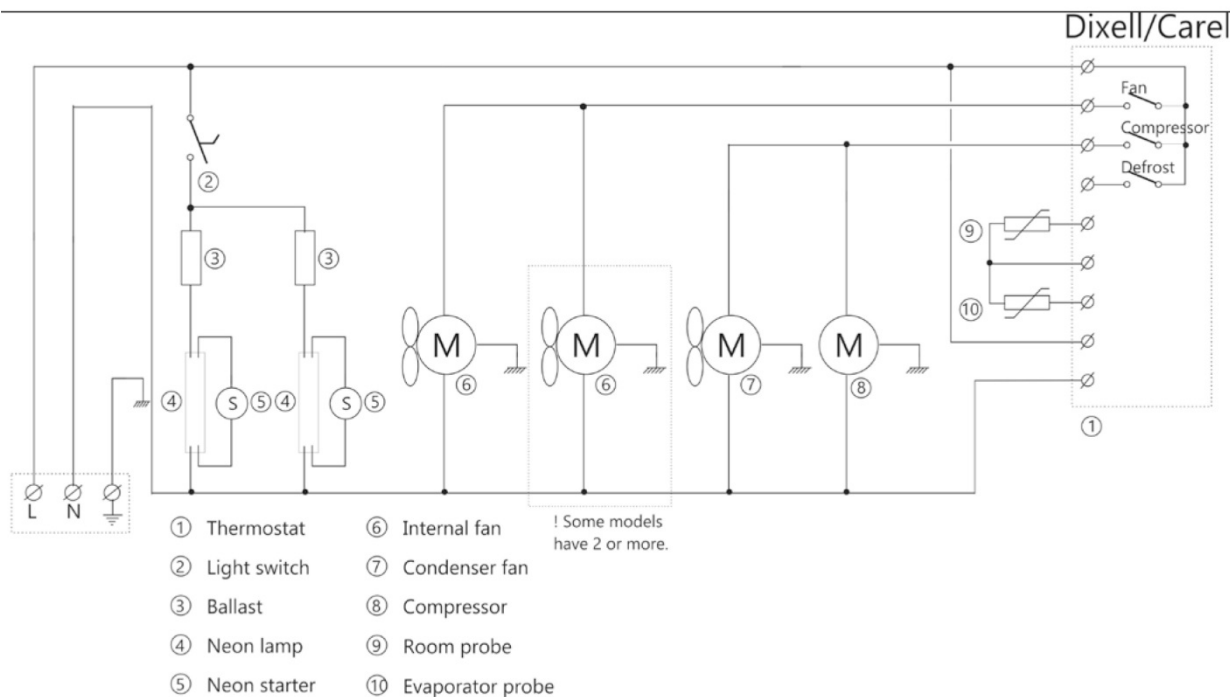 Dixell/Carel
Fan
Compressor
Defrost
②
③ ③
⑨
⑩
M M M M
⑥ ⑥ ⑦ ⑧
④ S ⑤ ④ S ⑤
①
L N
! Some models
have 2 or more.
① Thermostat
② Light switch
③ Ballast
④ Neon lamp
⑤ Neon starter
⑥ Internal fan
⑦ Condenser fan
⑧ Compressor
⑨ Room probe
⑩ Evaporator probe